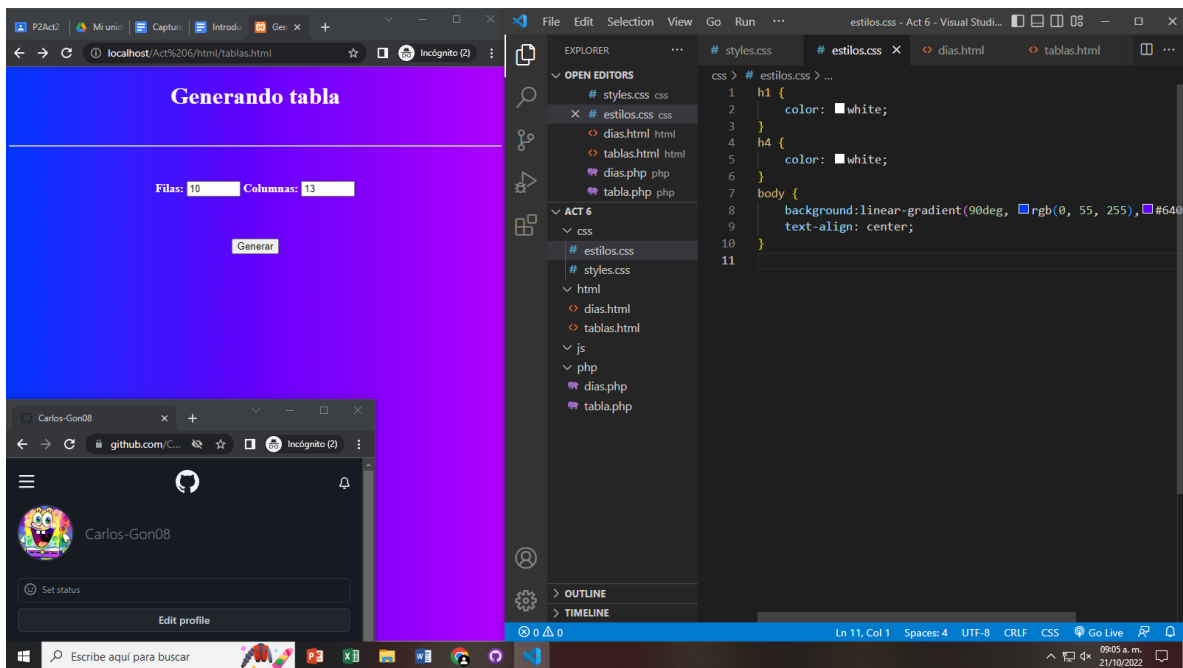 P2Act2
Mi unid
Captura
Introdu
Gen
localhost/Act%206/html/tablas.html
Incógnito (2)
Generando tabla
Filas: 10 Columnas: 13
Generar
Carlos-Gon08
github.com/C...
Incógnito (2)
Carlos-Gon08
Set status
Edit profile
File Edit Selection View Go Run ... estilos.css - Act 6 - Visual Studi...
EXPLORER ...
OPEN EDITORS
# styles.css css
# estilos.css css
<> dias.html html
<> tablas.html html
dias.php php
tabla.php php
ACT 6
css
# estilos.css
# styles.css
html
<> dias.html
<> tablas.html
js
php
dias.php
tabla.php
OUTLINE
TIMELINE
# styles.css # estilos.css <> dias.html <> tablas.html ...
css > # estilos.css > ...
1 h1 {
2 color: white;
3 }
4 h4 {
5 color: white;
6 }
7 body {
8 background:linear-gradient(90deg, rgb(0, 55, 255),#640
9 text-align: center;
10 }
11
0 0 Ln 11, Col 1 Spaces: 4 UTF-8 CRLF CSS Go Live
Escribe aquí para buscar
09:05 a. m.
21/10/2022